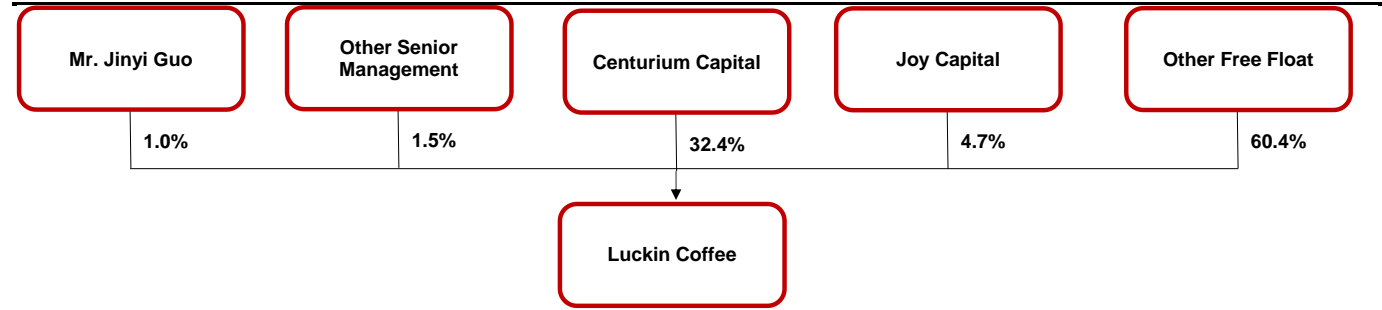 Mr. Jinyi Guo
Other Senior
Management
Centurium Capital
Joy Capital
Other Free Float
1.0%
1.5%
32.4%
4.7%
60.4%
Luckin Coffee